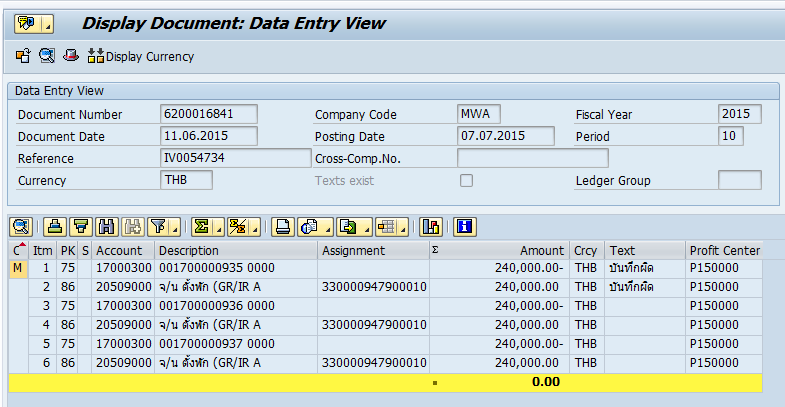 Display Document: Data Entry View
Display Currency
Data Entry View
Document Number 6200016841 Company Code MWA Fiscal Year 2015
Document Date 11.06.2015 Posting Date 07.07.2015 Period 10
Reference IV0054734 Cross-Comp.No.
Currency THB Texts exist Ledger Group
C Itm PK S Account Description Assignment Σ Amount Crcy Text Profit Center
M 1 75 17000300 001700000935 0000 240,000.00- THB บันทึกผิด P150000
2 86 20509000 จ/น ตั้งพัก (GR/IR A 330000947900010 240,000.00 THB บันทึกผิด P150000
3 75 17000300 001700000936 0000 240,000.00- THB P150000
4 86 20509000 จ/น ตั้งพัก (GR/IR A 330000947900010 240,000.00 THB P150000
5 75 17000300 001700000937 0000 240,000.00- THB P150000
6 86 20509000 จ/น ตั้งพัก (GR/IR A 330000947900010 240,000.00 THB P150000
0.00